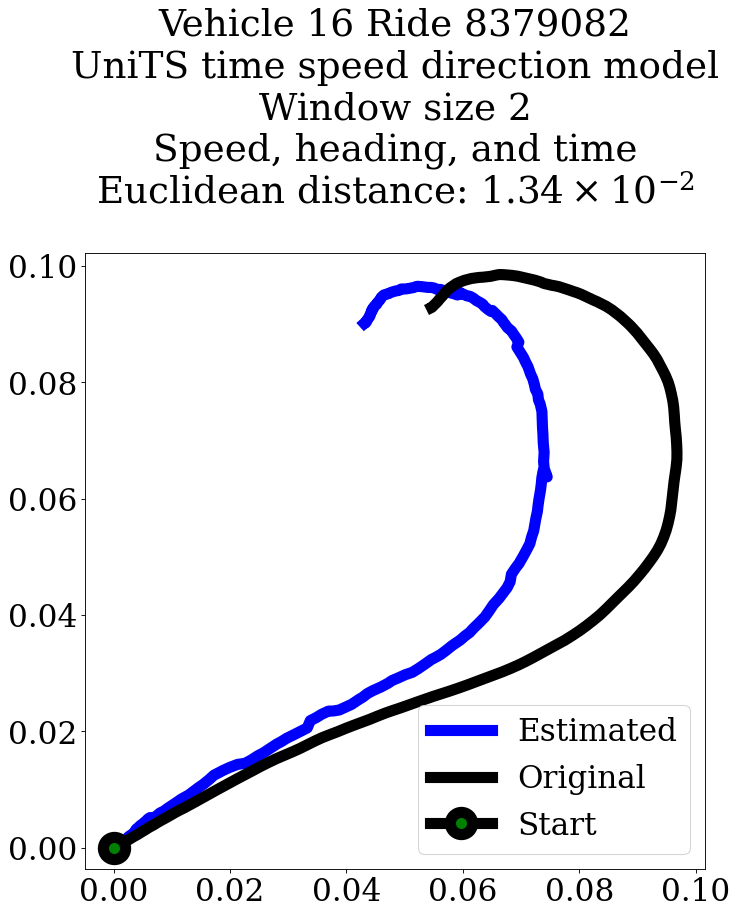 Vehicle 16 Ride 8379082
UniTS time speed direction model
Window size 2
Speed, heading, and time
Euclidean distance: 1.34 × 10⁻²
0.10
0.08
0.06
0.04
0.02
0.00
Estimated
Original
Start
0.00 0.02 0.04 0.06 0.08 0.10